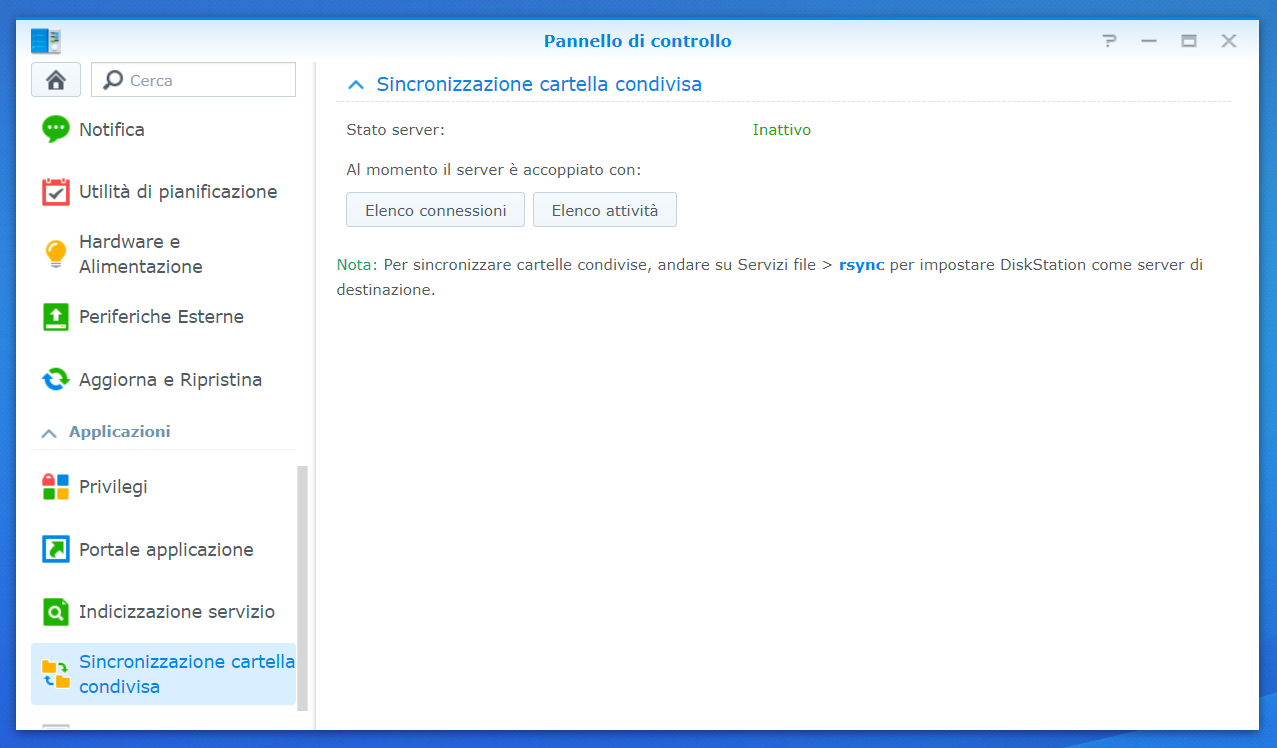 Pannello di controllo
Cerca
Notifica
Utilità di pianificazione
Hardware e
Alimentazione
Periferiche Esterne
Aggiorna e Ripristina
Applicazioni
Privilegi
Portale applicazione
Indicizzazione servizio
Sincronizzazione cartella
condivisa
Sincronizzazione cartella condivisa
Stato server: Inattivo
Al momento il server è accoppiato con:
Elenco connessioni Elenco attività
Nota: Per sincronizzare cartelle condivise, andare su Servizi file > rsync per impostare DiskStation come server di
destinazione.